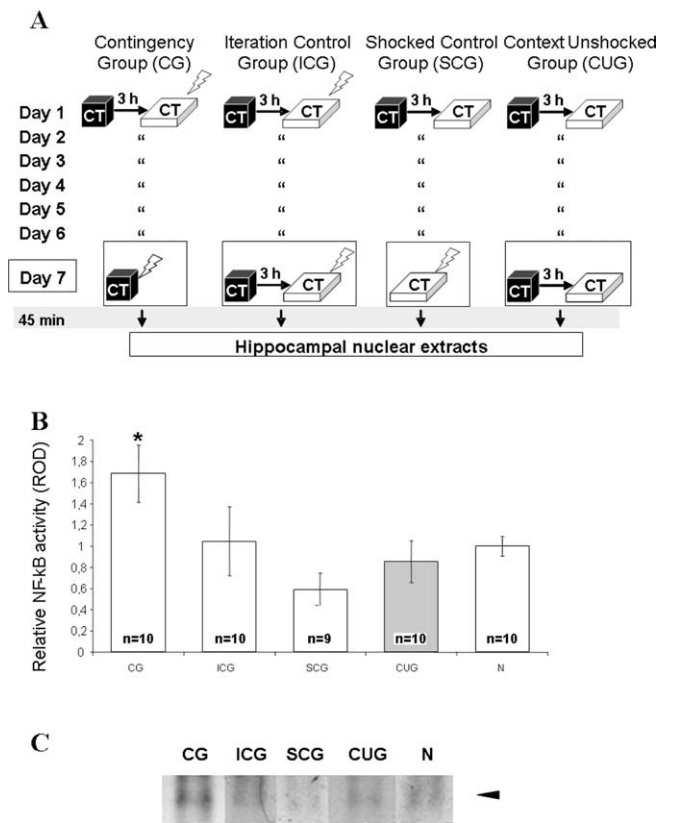 A
Contingency Group (CG)
Iteration Control Group (ICG)
Shocked Control Group (SCG)
Context Unshocked Group (CUG)
Day 1
CT 3 h CT
CT 3 h CT
CT 3 h CT
CT 3 h CT
Day 2 “ “ “ “
Day 3 “ “ “ “
Day 4 “ “ “ “
Day 5 “ “ “ “
Day 6 “ “ “ “
Day 7
CT
CT 3 h CT
CT
CT 3 h CT
45 min
Hippocampal nuclear extracts
B
Relative NF-kB activity (ROD)
2
1,8
1,6
1,4
1,2
1
0,8
0,6
0,4
0,2
0
*
n=10 n=10 n=9 n=10 n=10
CG ICG SCG CUG N
C
CG ICG SCG CUG N